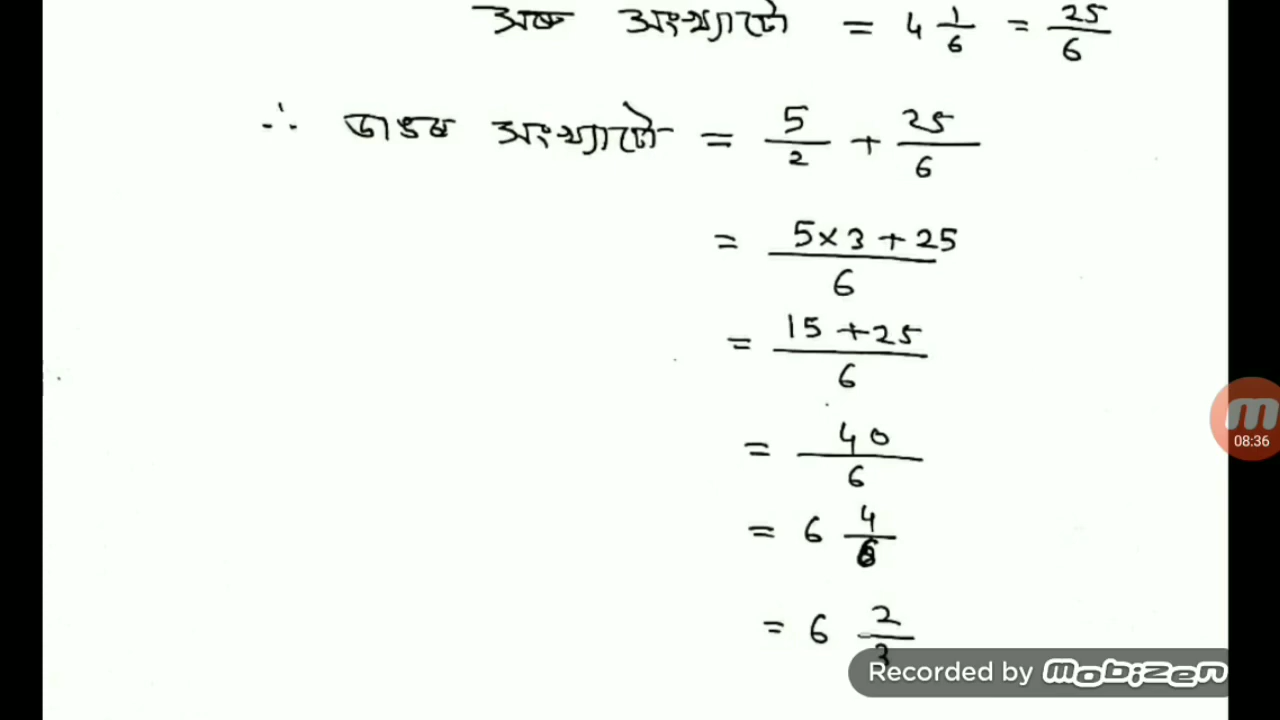 সংখ্যাটো = 4 1/6 = 25/6
∴ ডাঙৰ সংখ্যাটো = 5/2 + 25/6
= (5×3+25)/6
= (15+25)/6
= 40/6
= 6 4/6
= 6 2/3
08:36
Recorded by Mobizen